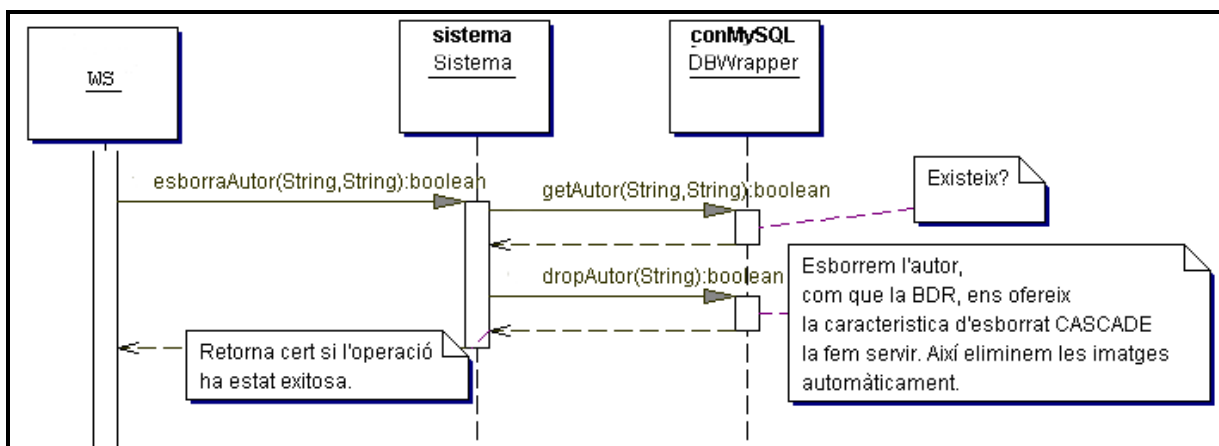 WS
sistema
Sistema
conMySQL
DBWrapper
esborraAutor(String,String):boolean
getAutor(String,String):boolean
Existeix?
dropAutor(String):boolean
Esborrem l'autor,
com que la BDR, ens ofereix
la caracteristica d'esborrat CASCADE
la fem servir. Així eliminem les imatges
automàticament.
Retorna cert si l'operació
ha estat exitosa.